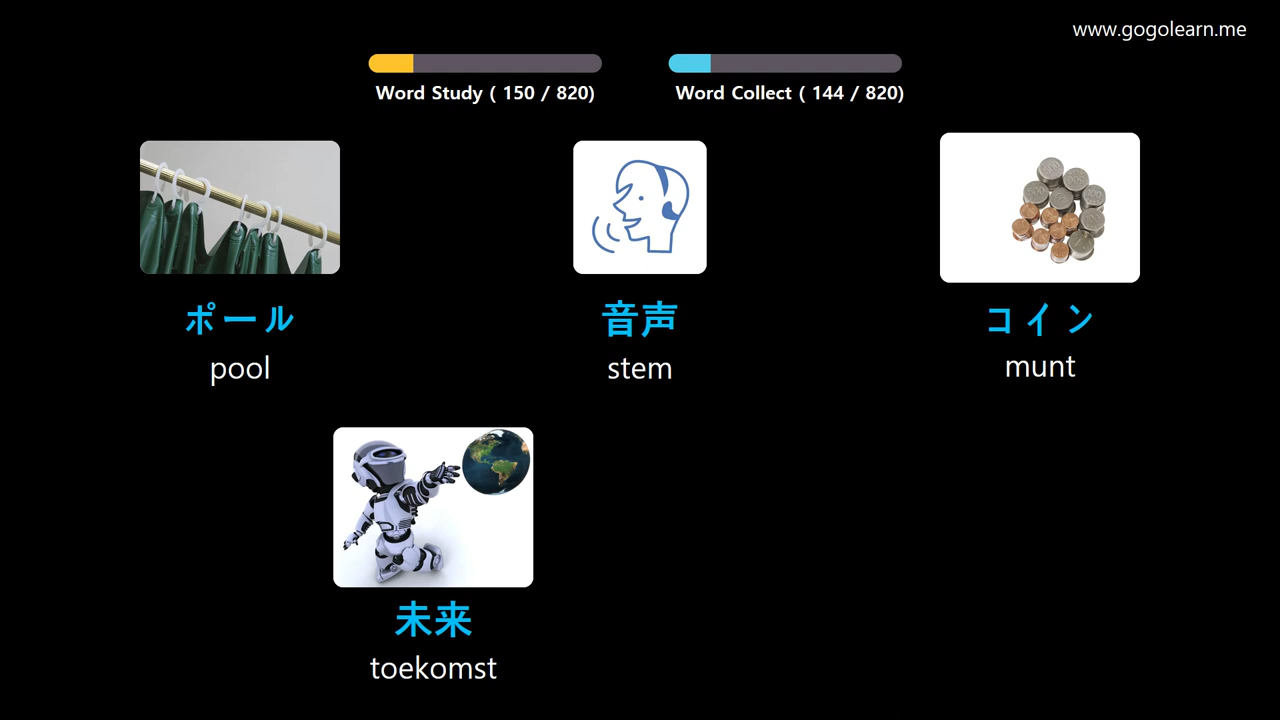 www.gogolearn.me
Word Study ( 150 / 820)
Word Collect ( 144 / 820)
ポール
pool
音声
stem
コイン
munt
未来
toekomst